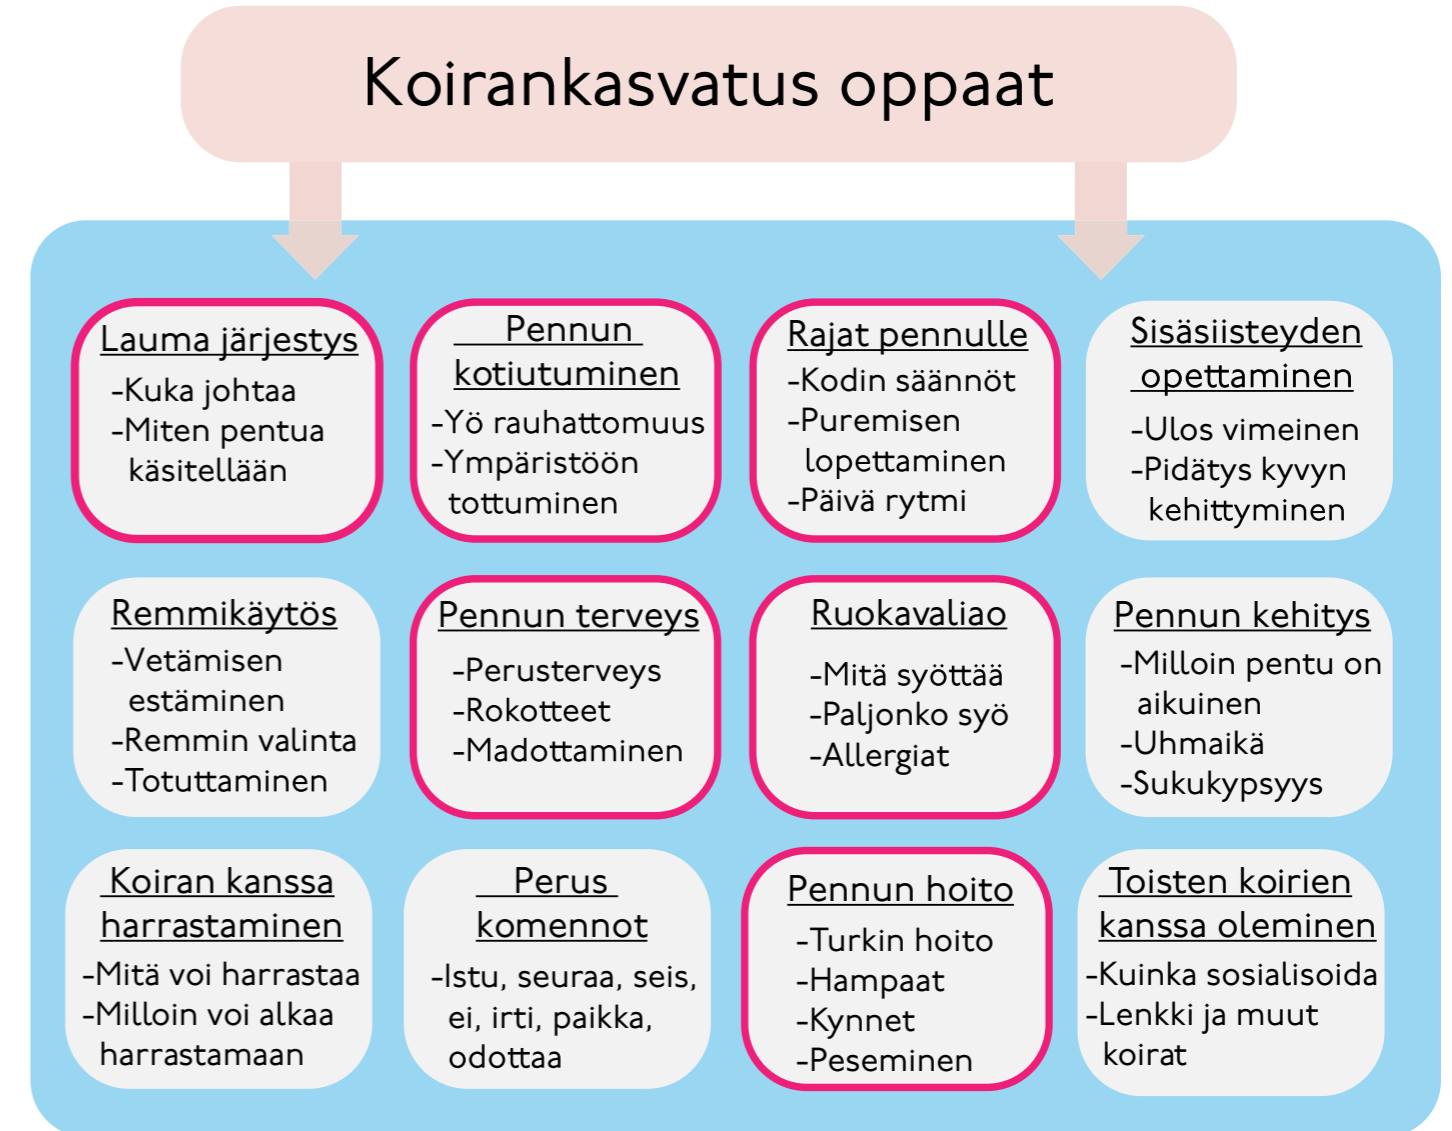 Koirankasvatus oppaat
Lauma järjestys
-Kuka johtaa
-Miten pentua
käsitellään
Pennun
kotiutuminen
-Yö rauhattomuus
-Ympäristöön
tottuminen
Rajat pennulle
-Kodin säännöt
-Puremisen
lopettaminen
-Päivä rytmi
Sisäsiisteyden
opettaminen
-Ulos vimeinen
-Pidätys kyvyn
kehittyminen
Remmikäytös
-Vetämisen
estäminen
-Remmin valinta
-Totuttaminen
Pennun terveys
-Perusterveys
-Rokotteet
-Madottaminen
Ruokavaliao
-Mitä syöttää
-Paljonko syö
-Allergiat
Pennun kehitys
-Milloin pentu on
aikuinen
-Uhmaikä
-Sukukypsyys
Koiran kanssa
harrastaminen
-Mitä voi harrastaa
-Milloin voi alkaa
harrastamaan
Perus
komennot
-Istu, seuraa, seis,
ei, irti, paikka,
odottaa
Pennun hoito
-Turkin hoito
-Hampaat
-Kynnet
-Peseminen
Toisten koirien
kanssa oleminen
-Kuinka sosialisoida
-Lenkki ja muut
koirat